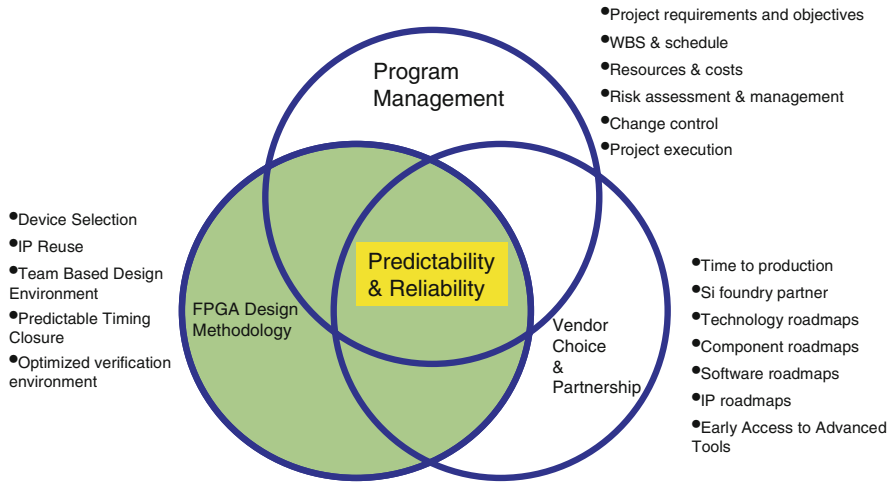 Program
Management
•Project requirements and objectives
•WBS & schedule
•Resources & costs
•Risk assessment & management
•Change control
•Project execution
•Device Selection
•IP Reuse
•Team Based Design
Environment
•Predictable Timing
Closure
•Optimized verification
environment
FPGA Design
Methodology
Predictability
& Reliability
Vendor
Choice
&
Partnership
•Time to production
•Si foundry partner
•Technology roadmaps
•Component roadmaps
•Software roadmaps
•IP roadmaps
•Early Access to Advanced
Tools